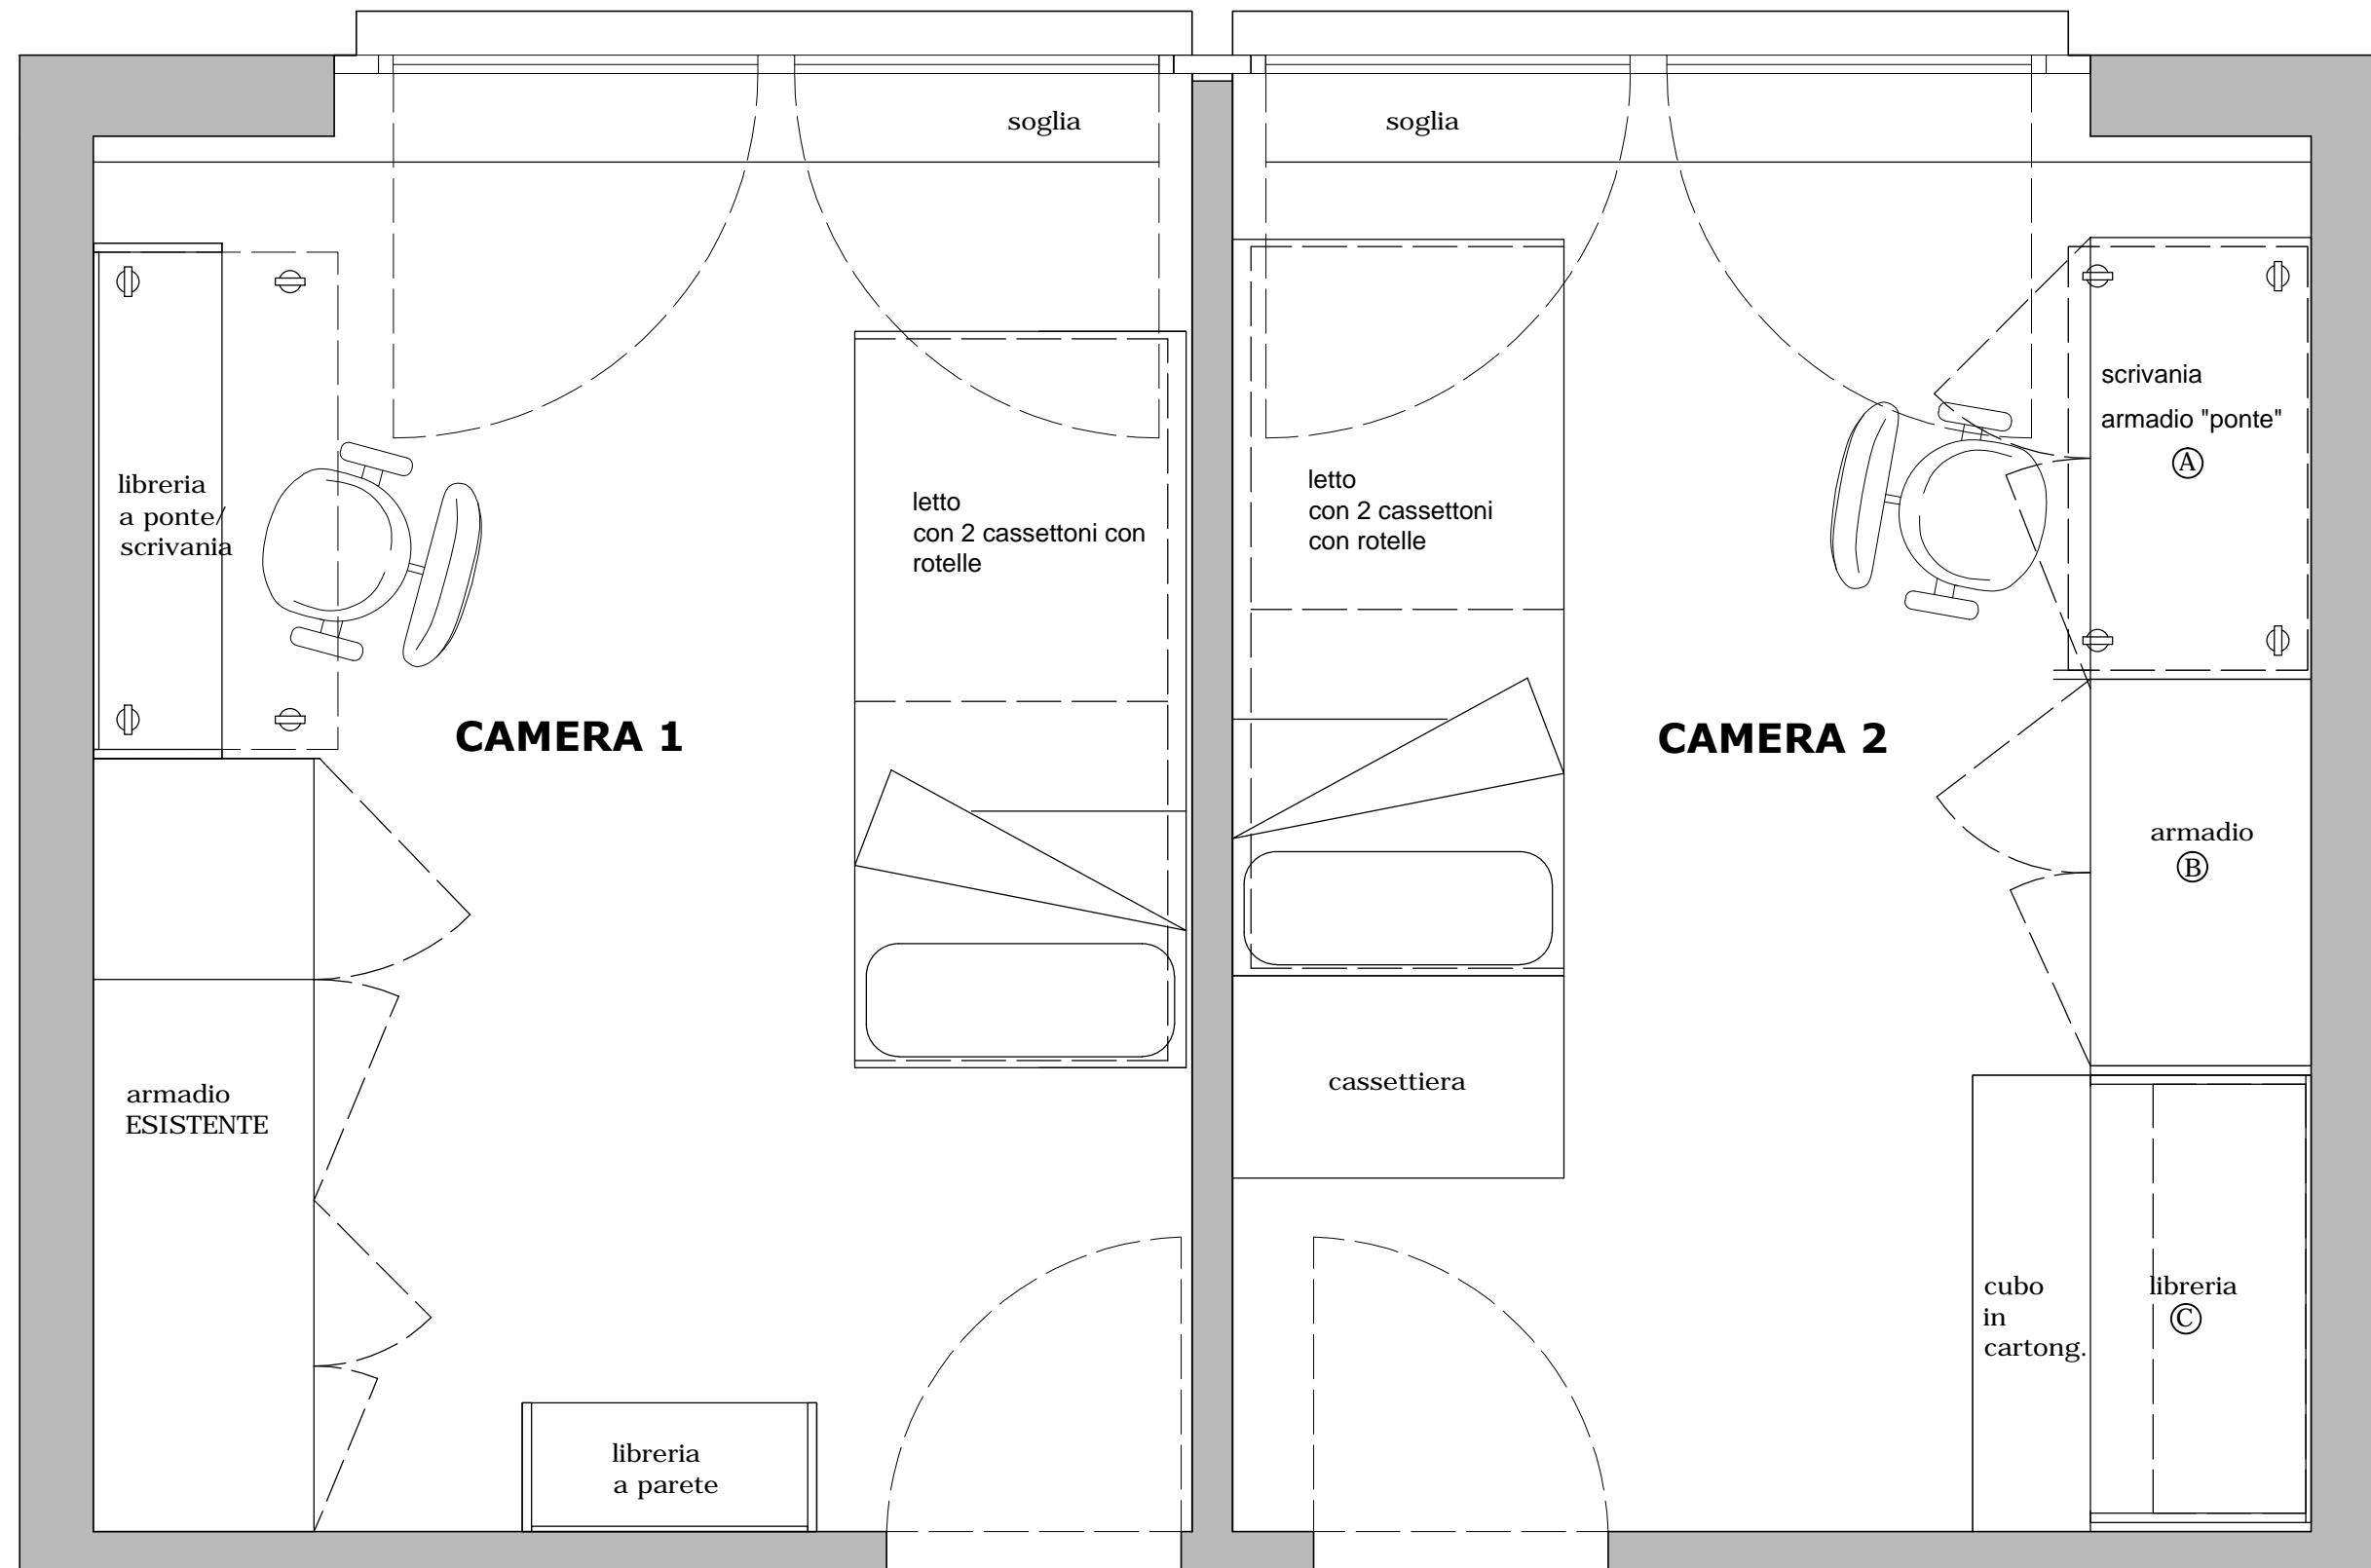 soglia
soglia
scrivania
armadio "ponte"
A
libreria
a ponte/
scrivania
letto
con 2 cassettoni con
rotelle
letto
con 2 cassettoni
con rotelle
CAMERA 1
CAMERA 2
armadio
B
armadio
ESISTENTE
cassettiera
cubo
in
cartong.
libreria
C
libreria
a parete